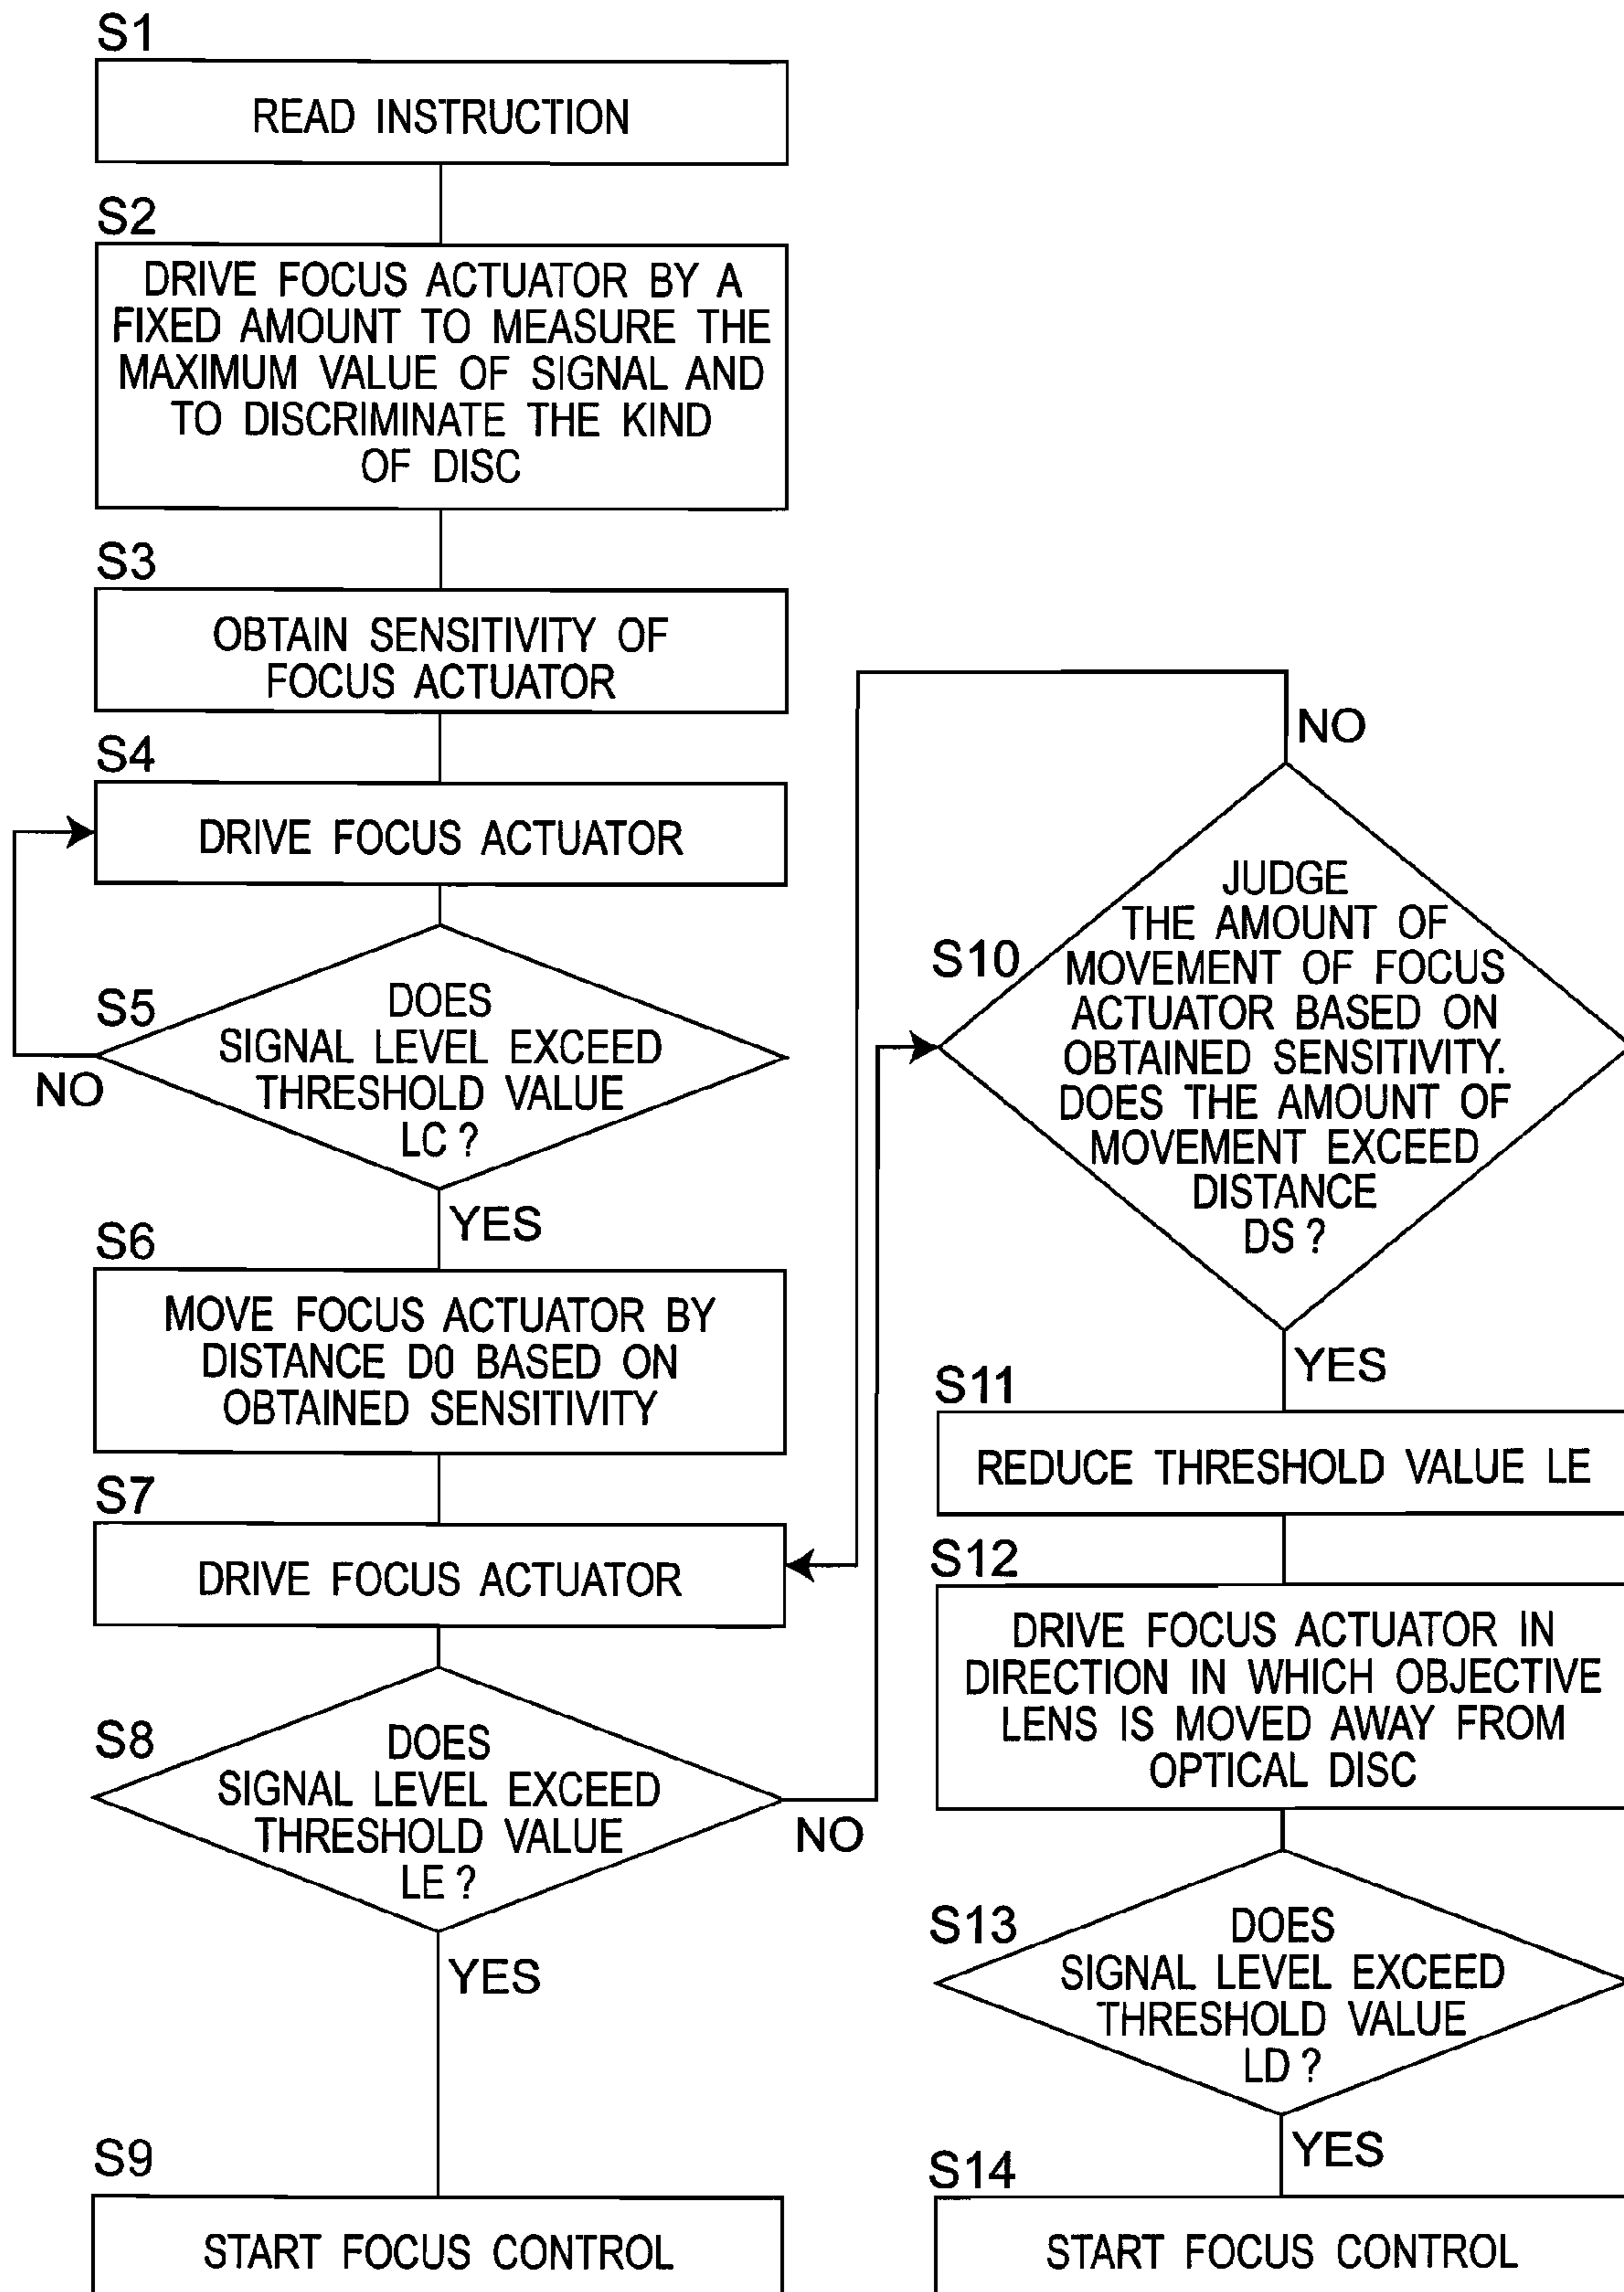 S1
READ INSTRUCTION
S2
DRIVE FOCUS ACTUATOR BY A
FIXED AMOUNT TO MEASURE THE
MAXIMUM VALUE OF SIGNAL AND
TO DISCRIMINATE THE KIND
OF DISC
S3
OBTAIN SENSITIVITY OF
FOCUS ACTUATOR
S4
DRIVE FOCUS ACTUATOR
S5
DOES
SIGNAL LEVEL EXCEED
THRESHOLD VALUE
LC ?
NO
YES
S6
MOVE FOCUS ACTUATOR BY
DISTANCE D0 BASED ON
OBTAINED SENSITIVITY
S7
DRIVE FOCUS ACTUATOR
S8
DOES
SIGNAL LEVEL EXCEED
THRESHOLD VALUE
LE ?
NO
YES
S9
START FOCUS CONTROL
NO
S10
JUDGE
THE AMOUNT OF
MOVEMENT OF FOCUS
ACTUATOR BASED ON
OBTAINED SENSITIVITY.
DOES THE AMOUNT OF
MOVEMENT EXCEED
DISTANCE
DS ?
YES
S11
REDUCE THRESHOLD VALUE LE
S12
DRIVE FOCUS ACTUATOR IN
DIRECTION IN WHICH OBJECTIVE
LENS IS MOVED AWAY FROM
OPTICAL DISC
S13
DOES
SIGNAL LEVEL EXCEED
THRESHOLD VALUE
LD ?
YES
S14
START FOCUS CONTROL